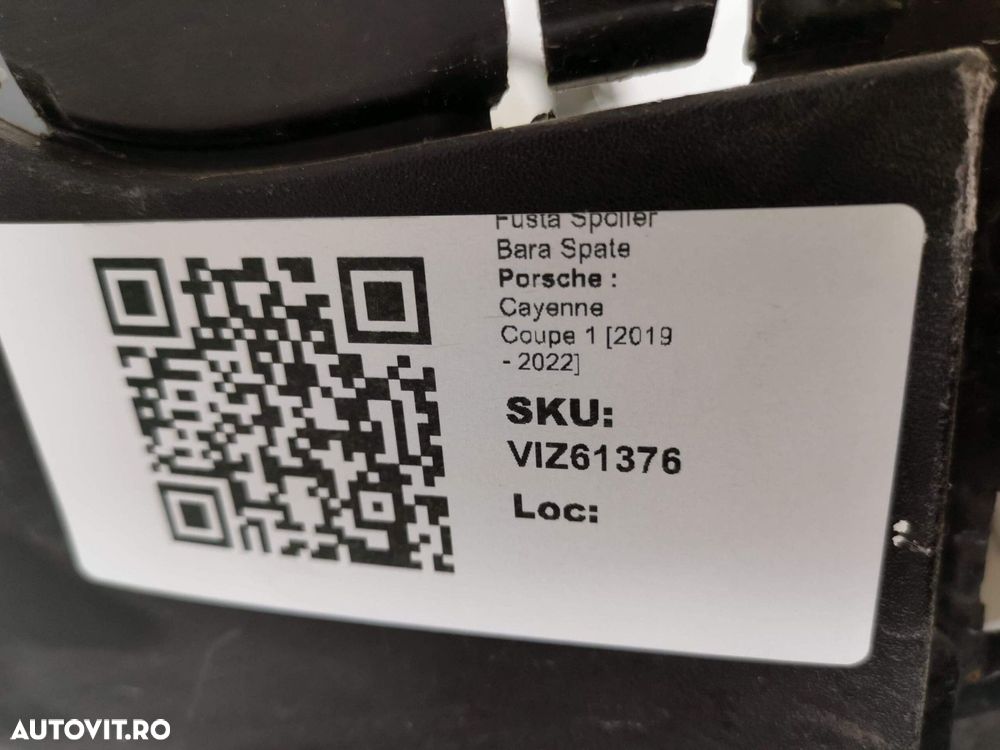 Fusta Spoiler
Bara Spate
Porsche :
Cayenne
Coupe 1 [2019
- 2022]
SKU:
VIZ61376
Loc:
AUTOVIT.RO